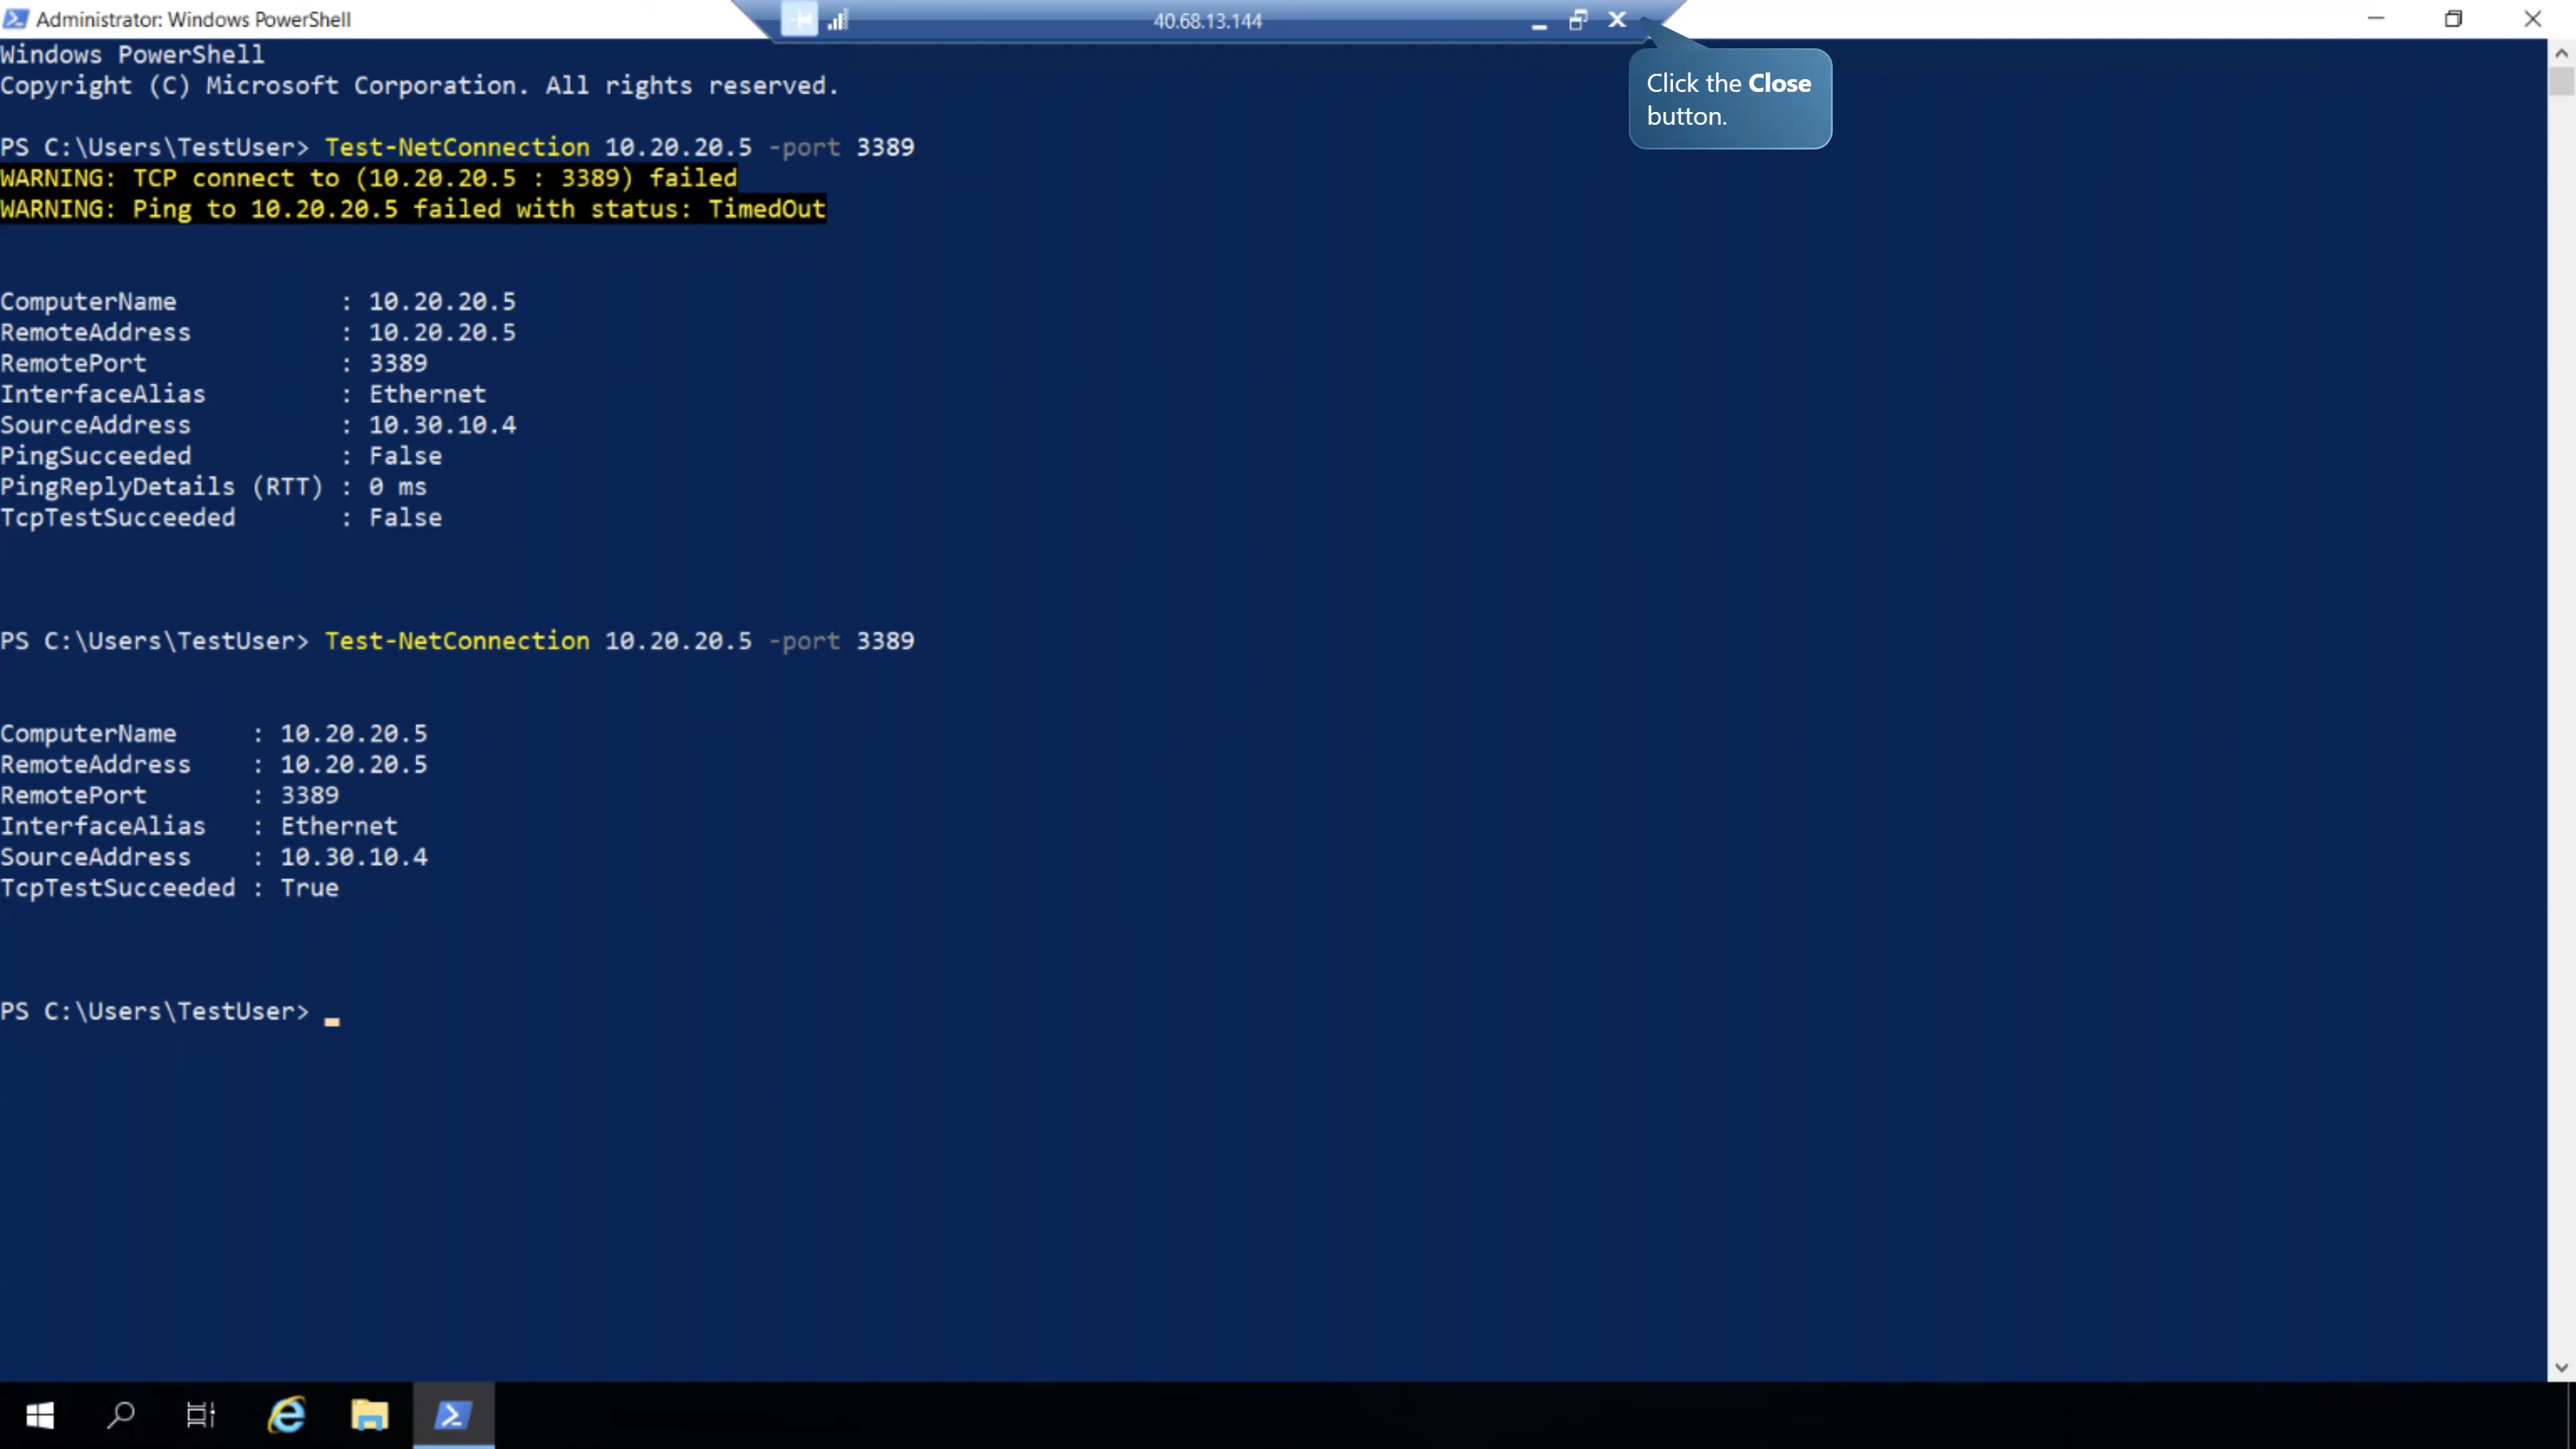 Administrator: Windows PowerShell
40.68.13.144
Click the Close
button.
Windows PowerShell
Copyright (C) Microsoft Corporation. All rights reserved.
PS C:\Users\TestUser> Test-NetConnection 10.20.20.5 -port 3389
WARNING: TCP connect to (10.20.20.5 : 3389) failed
WARNING: Ping to 10.20.20.5 failed with status: TimedOut
ComputerName           : 10.20.20.5
RemoteAddress          : 10.20.20.5
RemotePort             : 3389
InterfaceAlias         : Ethernet
SourceAddress          : 10.30.10.4
PingSucceeded          : False
PingReplyDetails (RTT) : 0 ms
TcpTestSucceeded       : False
PS C:\Users\TestUser> Test-NetConnection 10.20.20.5 -port 3389
ComputerName     : 10.20.20.5
RemoteAddress    : 10.20.20.5
RemotePort       : 3389
InterfaceAlias   : Ethernet
SourceAddress    : 10.30.10.4
TcpTestSucceeded : True
PS C:\Users\TestUser>